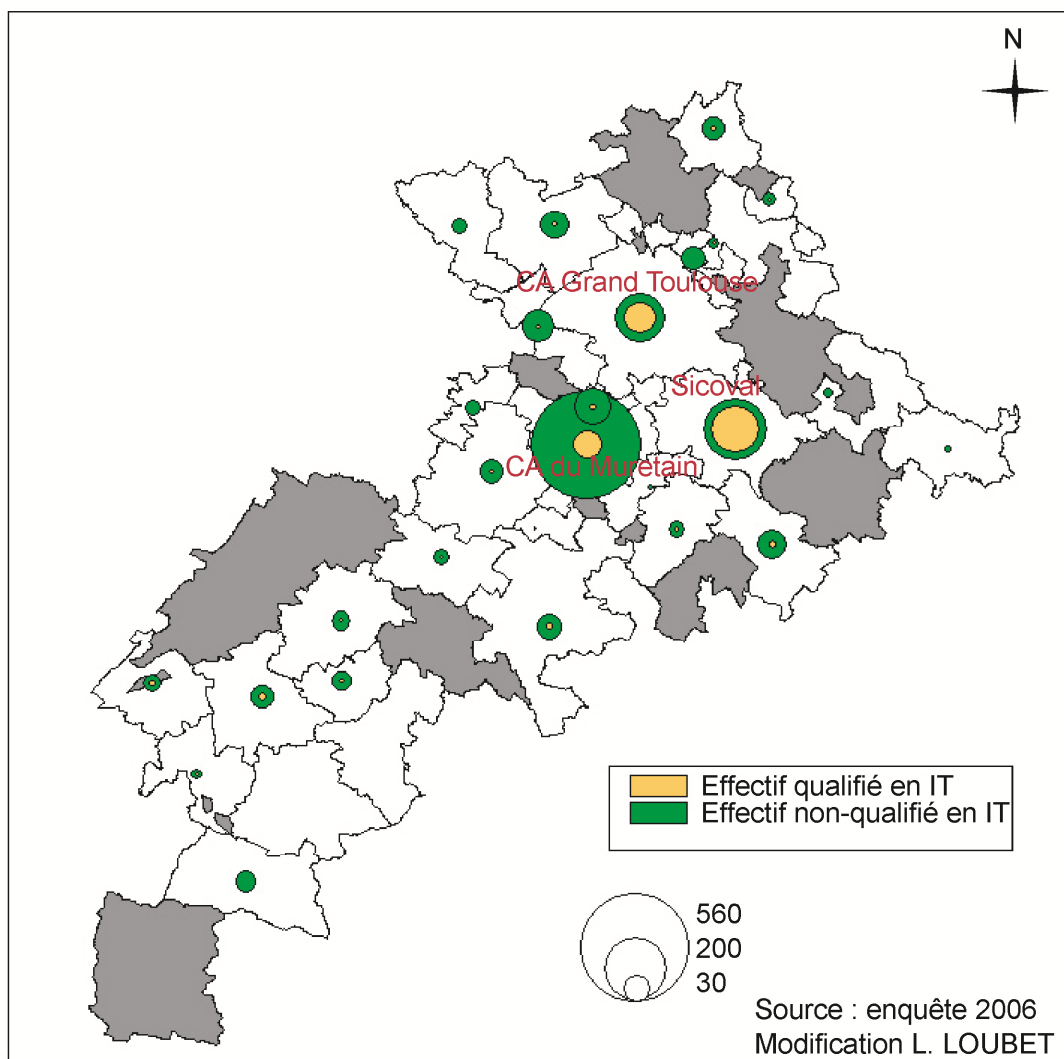 N
CA Grand Toulouse
Sicoval
CA du Muretain
Effectif qualifié en IT
Effectif non-qualifié en IT
560
200
30
Source : enquête 2006
Modification L. LOUBET